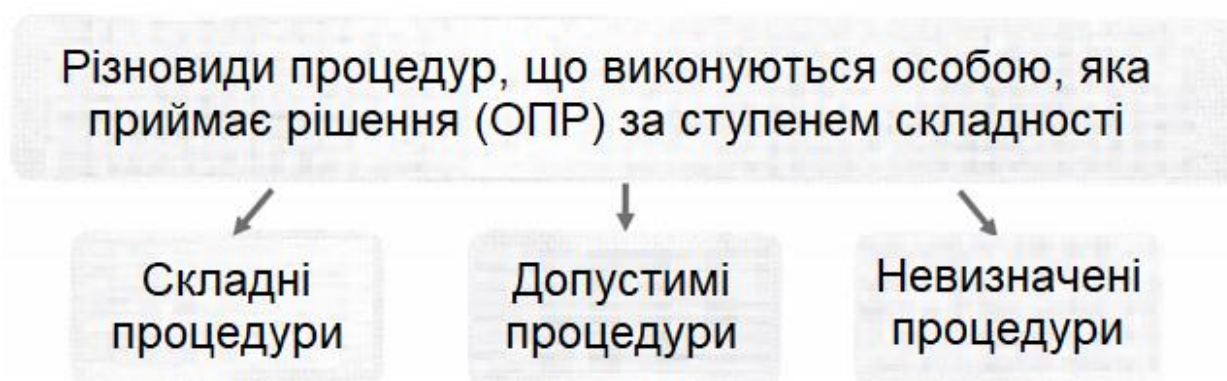 Різновиди процедур, що виконуються особою, яка
приймає рішення (ОПР) за ступенем складності
Складні
процедури
Допустимі
процедури
Невизначені
процедури